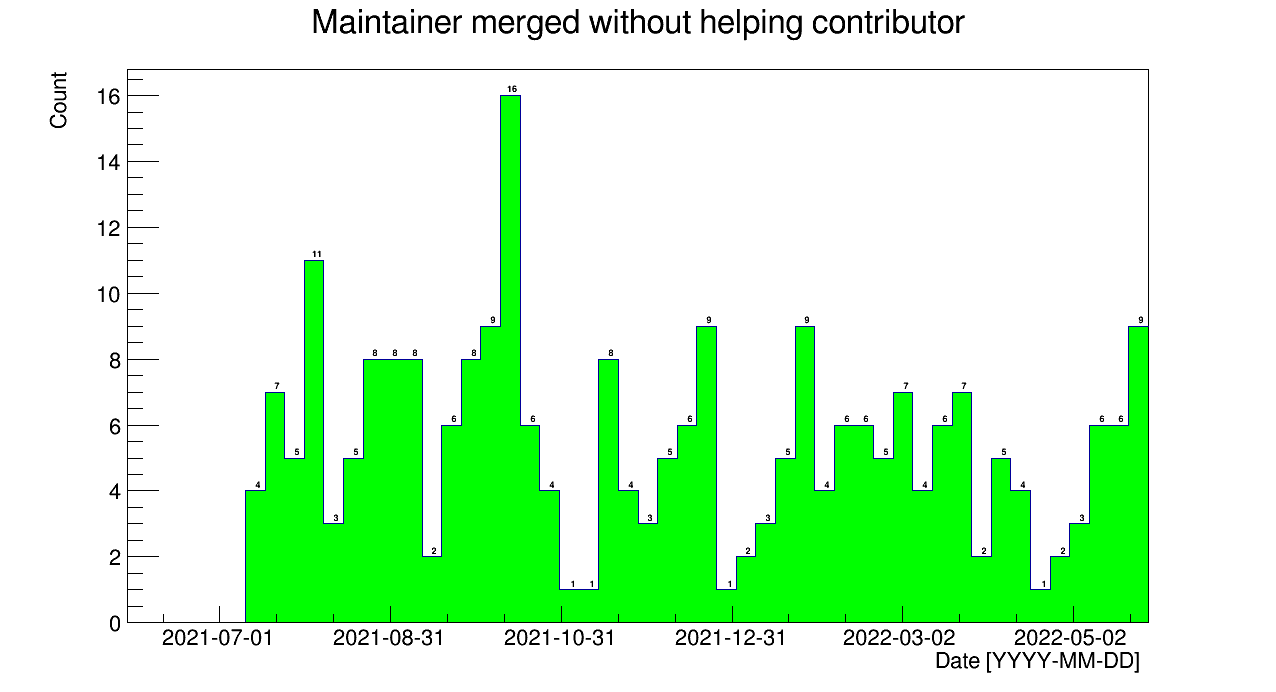 Maintainer merged without helping contributor
Count
16
14
12
10
8
6
4
2
0
4 7 5 11 3 5 8 8 8 2 6 8 9 16 6 4 1 1 8 4 3 5 6 9 1 2 3 5 9 4 6 6 5 7 4 6 7 2 5 4 1 2 3 6 6 9
2021-07-01 2021-08-31 2021-10-31 2021-12-31 2022-03-02 2022-05-02
Date [YYYY-MM-DD]